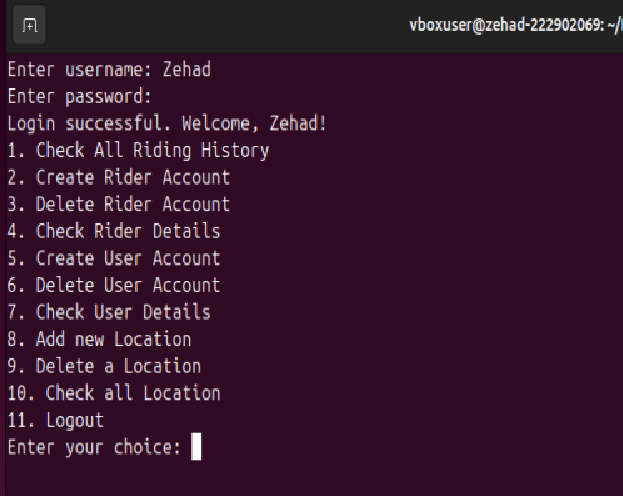 vboxuser@zehad-222902069: ~/
Enter username: Zehad
Enter password:
Login successful. Welcome, Zehad!
1. Check All Riding History
2. Create Rider Account
3. Delete Rider Account
4. Check Rider Details
5. Create User Account
6. Delete User Account
7. Check User Details
8. Add new Location
9. Delete a Location
10. Check all Location
11. Logout
Enter your choice: